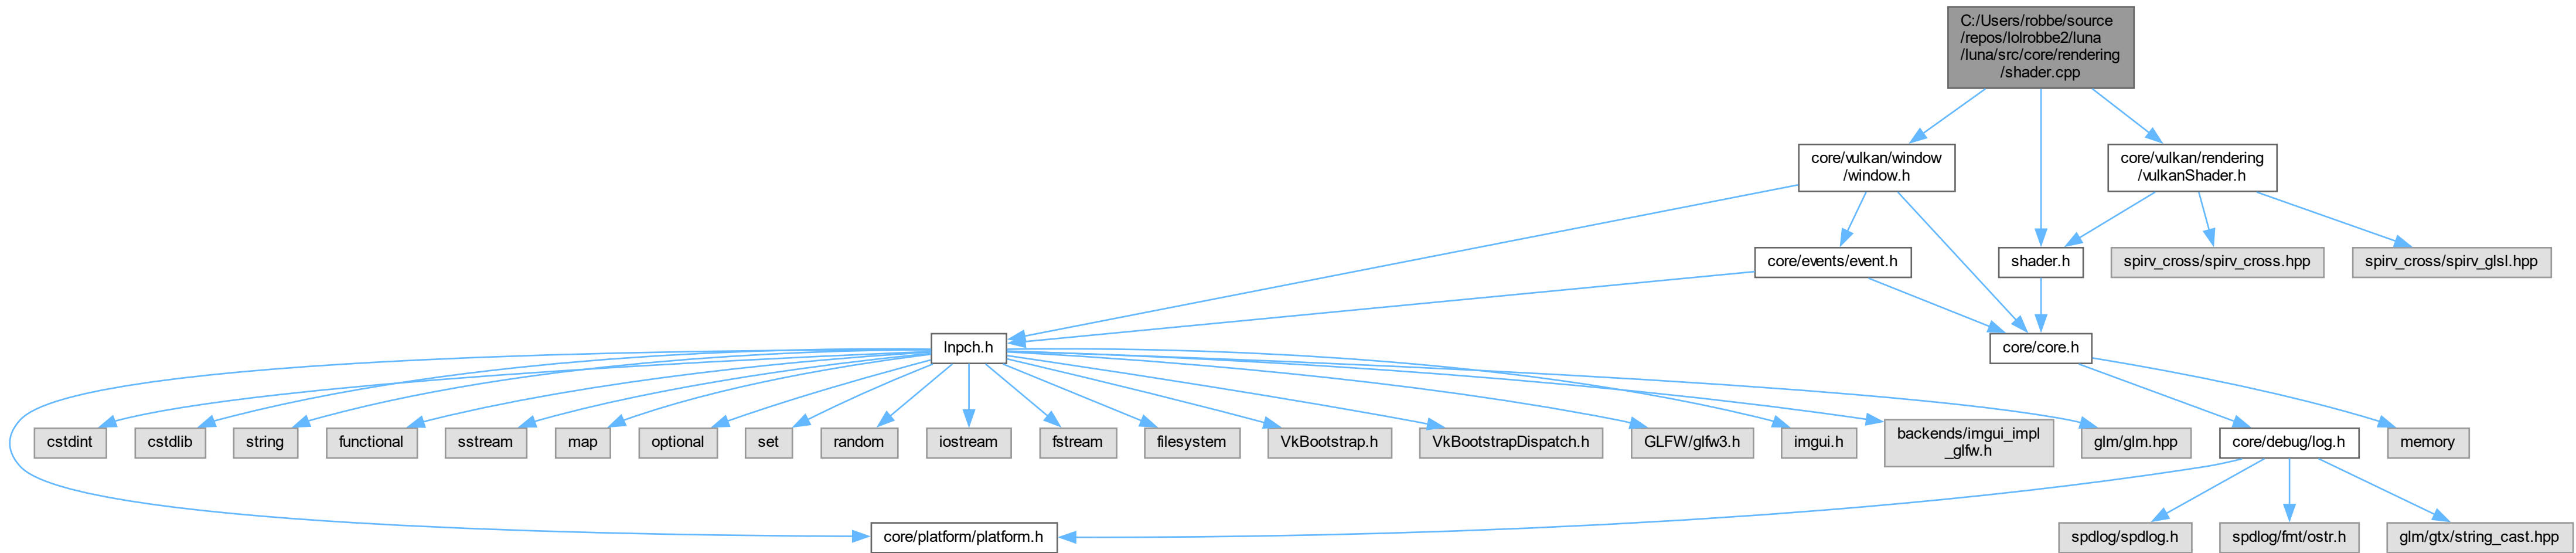 C:/Users/robbe/source
/repos/lolrobbe2/luna
/luna/src/core/rendering
/shader.cpp
core/vulkan/window
/window.h
core/vulkan/rendering
/vulkanShader.h
core/events/event.h
shader.h
spirv_cross/spirv_cross.hpp
spirv_cross/spirv_glsl.hpp
lnpch.h
core/core.h
cstdint
cstdlib
string
functional
sstream
map
optional
set
random
iostream
fstream
filesystem
VkBootstrap.h
VkBootstrapDispatch.h
GLFW/glfw3.h
imgui.h
backends/imgui_impl
_glfw.h
glm/glm.hpp
core/debug/log.h
memory
core/platform/platform.h
spdlog/spdlog.h
spdlog/fmt/ostr.h
glm/gtx/string_cast.hpp